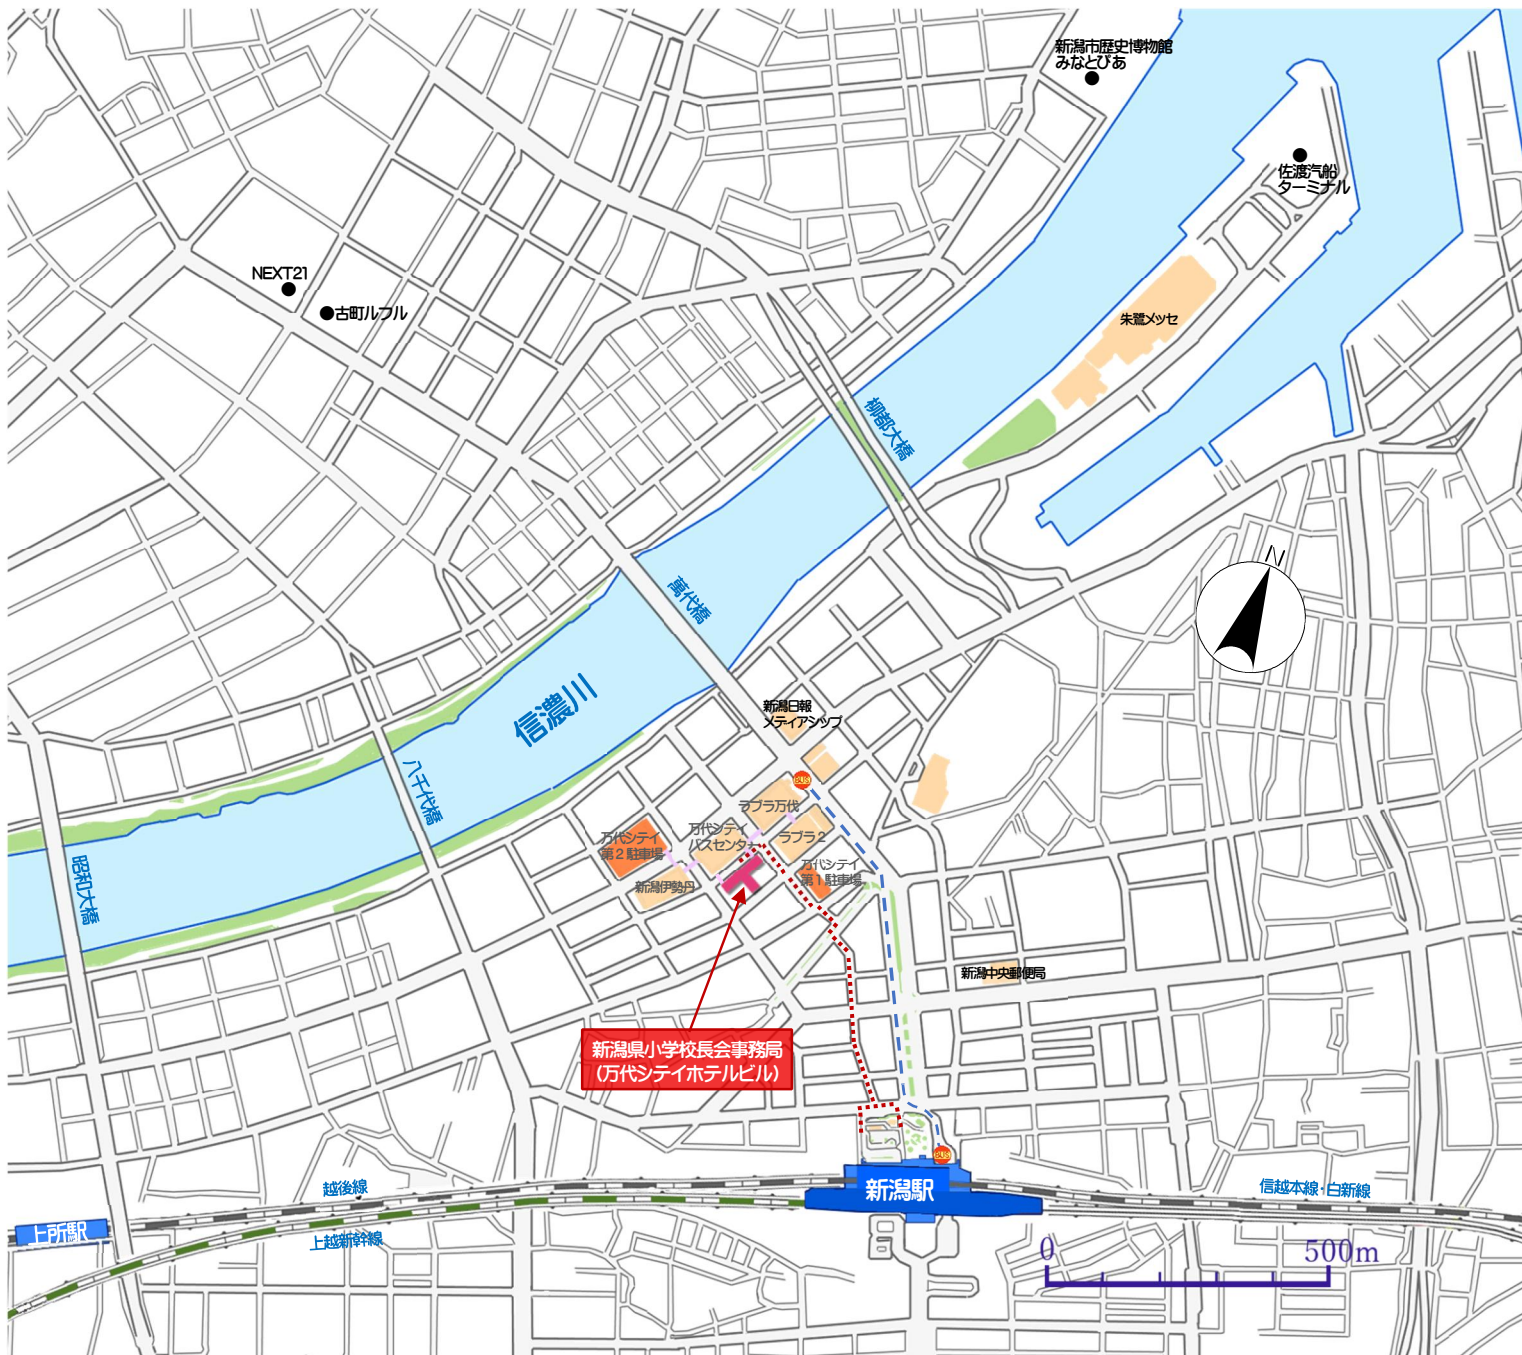 新潟市歴史博物館
みなとぴあ
佐渡汽船
ターミナル
NEXT21
古町ルフル
朱鷺メッセ
柳都大橋
N
萬代橋
信濃川
新潟日報
メディアシップ
八千代橋
BUS
ラブラ万代
万代シテイ
バスセンター
ラブラ2
万代シテイ
第2駐車場
万代シテイ
第1駐車場
新潟伊勢丹
昭和大橋
新潟中央郵便局
新潟県小学校長会事務局
(万代シテイホテルビル)
BUS
新潟駅
越後線
信越本線・白新線
上所駅
上越新幹線
0
500m